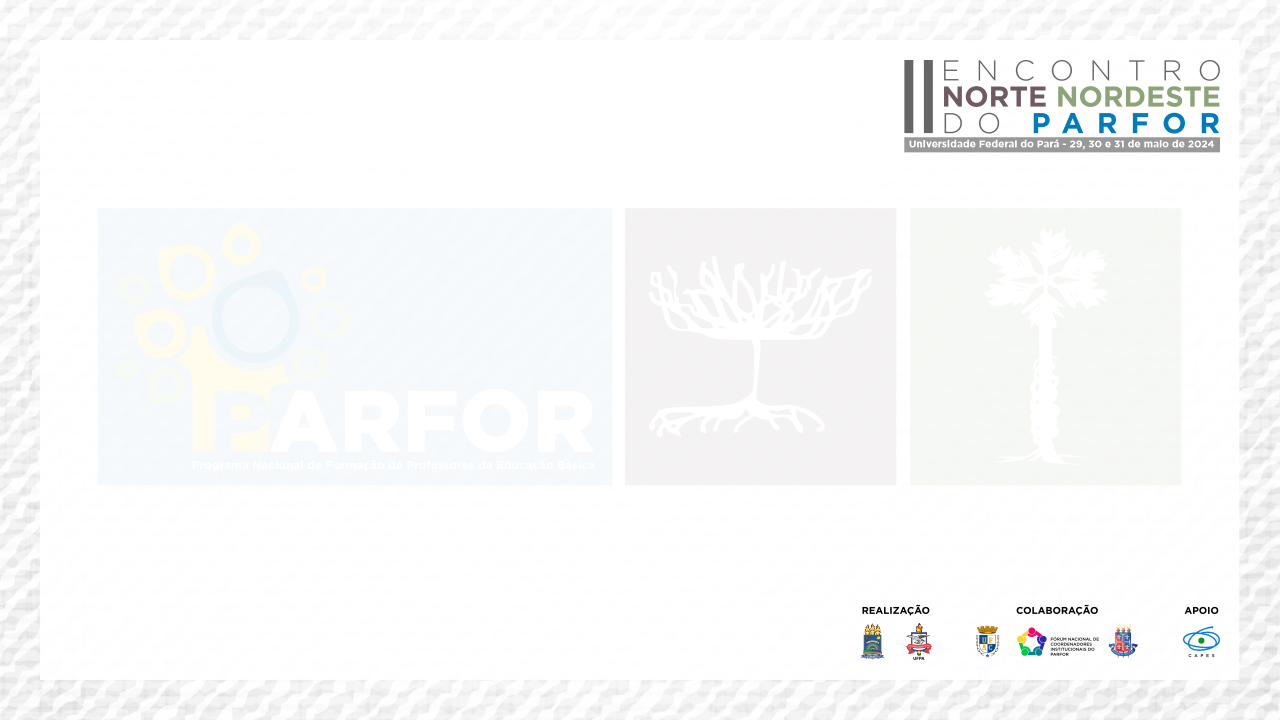 II ENCONTRO
NORTE NORDESTE
DO PARFOR
Universidade Federal do Pará - 29, 30 e 31 de maio de 2024
PARFOR
Programa Nacional de Formação de Professores da Educação Básica
REALIZAÇÃO
COLABORAÇÃO
APOIO
UFPA
FÓRUM NACIONAL DE
COORDENADORES
INSTITUCIONAIS DO
PARFOR
CAPES